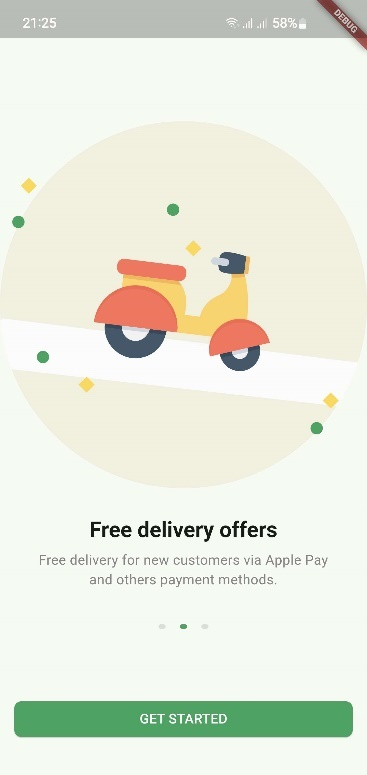 21:25
58%
DEBUG
Free delivery offers
Free delivery for new customers via Apple Pay
and others payment methods.
GET STARTED